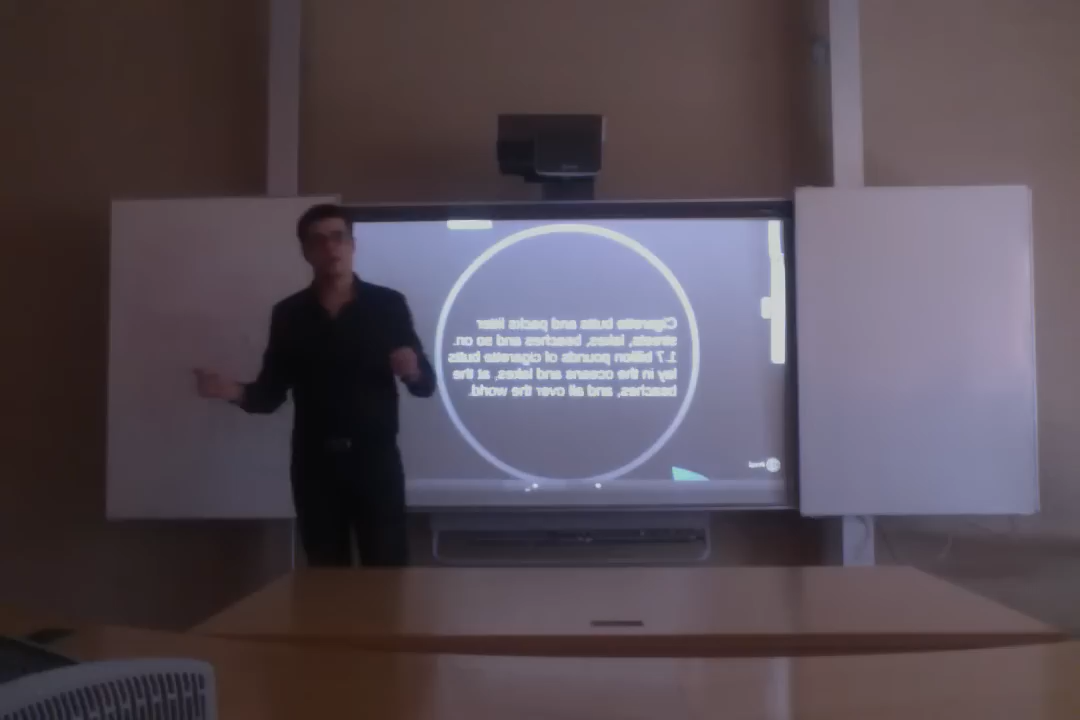 Cigarette butts and packs litter
streets, lakes, beaches and so on.
1.7 billion pounds of cigarette butts
lay in the oceans and lakes, at the
beaches, and all over the world.